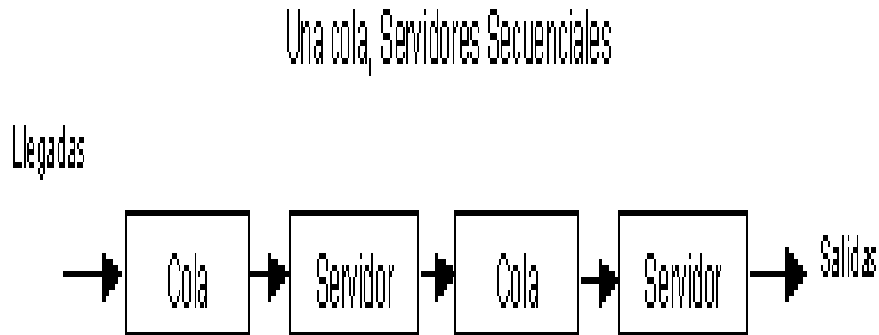 Una cola, Servidores Secuenciales
Llegadas
Cola
Servidor
Cola
Servidor
Salidas